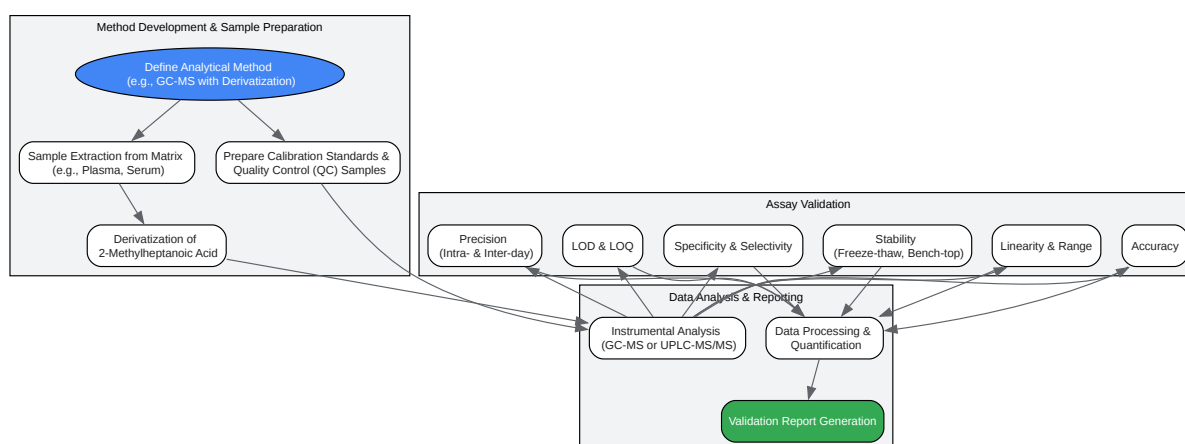 Method Development & Sample Preparation
Define Analytical Method
(e.g., GC-MS with Derivatization)
Sample Extraction from Matrix
(e.g., Plasma, Serum)
Prepare Calibration Standards &
Quality Control (QC) Samples
Derivatization of
2-Methylheptanoic Acid
Assay Validation
Precision
(Intra- & Inter-day)
LOD & LOQ
Specificity & Selectivity
Stability
(Freeze-thaw, Bench-top)
Linearity & Range
Accuracy
Data Analysis & Reporting
Instrumental Analysis
(GC-MS or UPLC-MS/MS)
Data Processing &
Quantification
Validation Report Generation